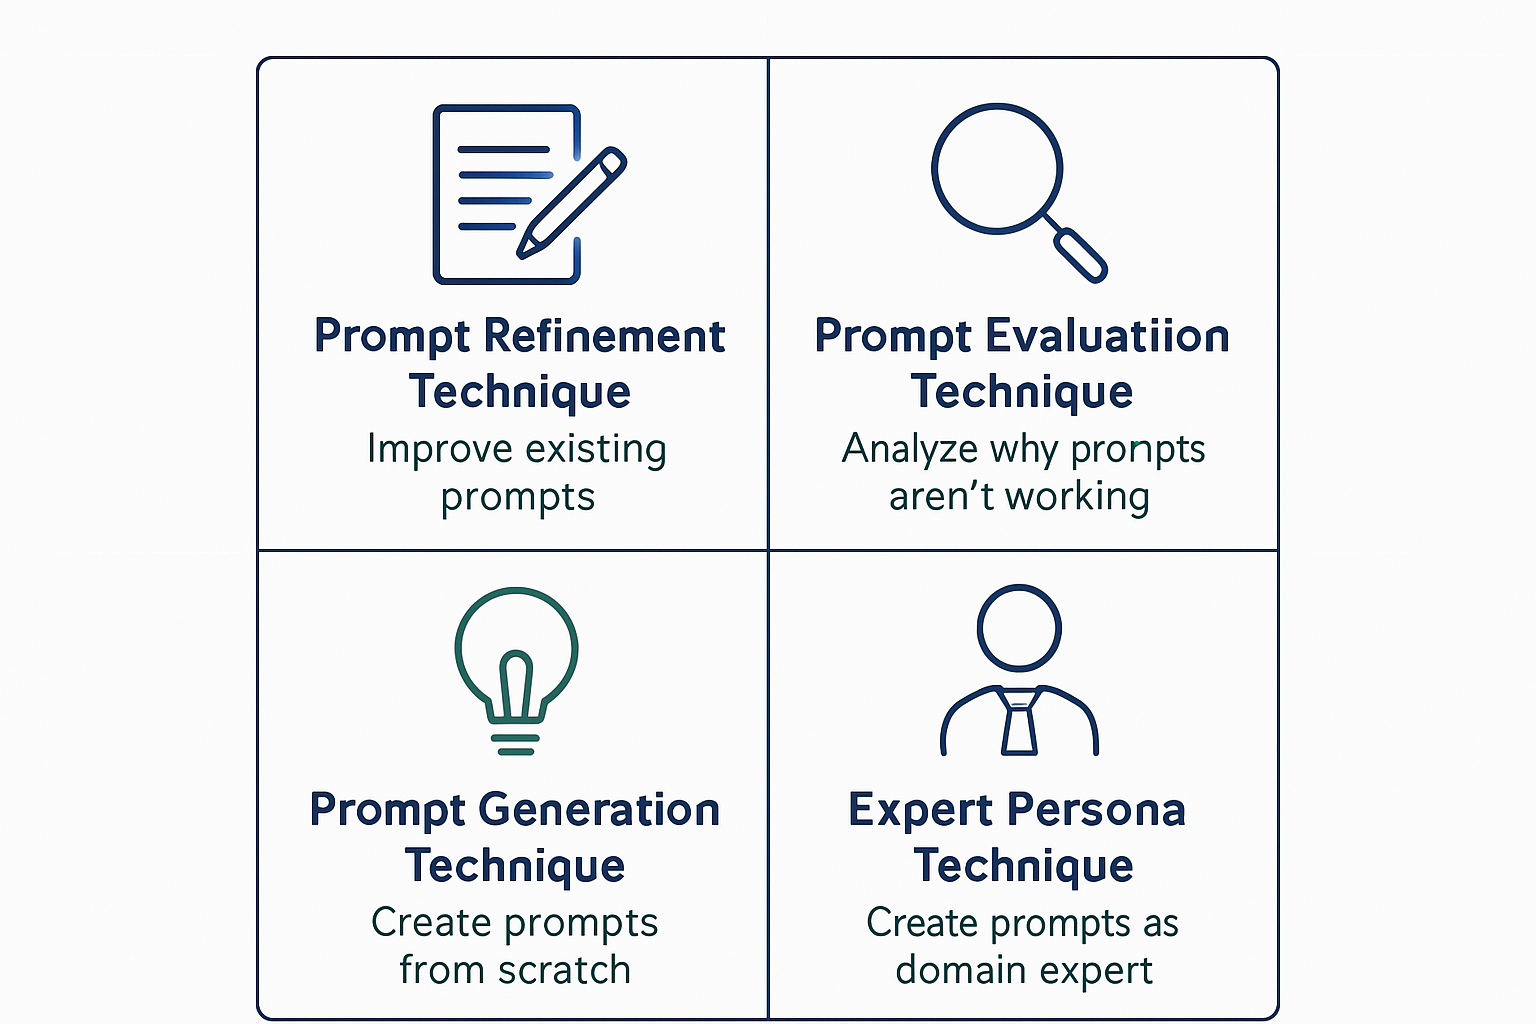 Prompt Refinement
Technique
Improve existing
prompts
Prompt Evaluatiion
Technique
Analyze why prompts
aren't working
Prompt Generation
Technique
Create prompts
from scratch
Expert Persona
Technique
Create prompts as
domain expert